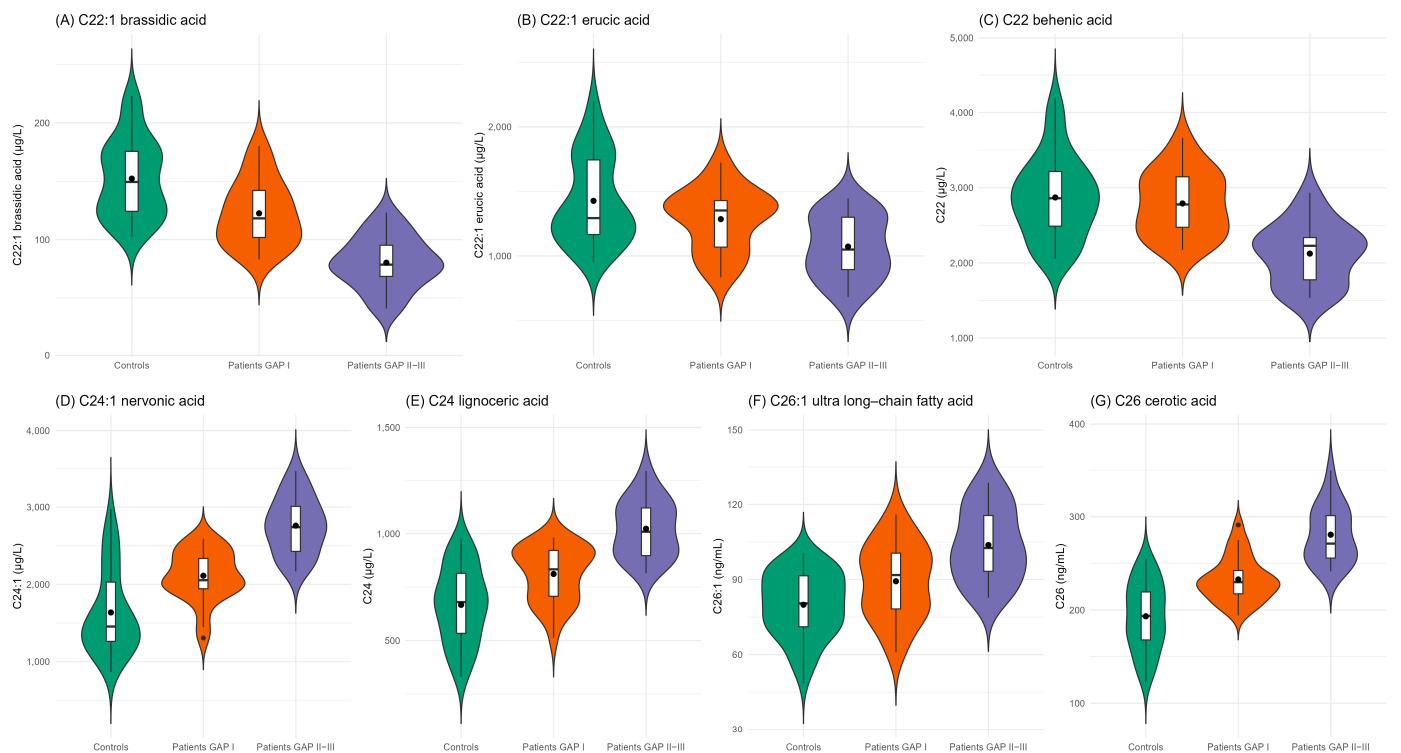 (A) C22:1 brassidic acid
C22:1 brassidic acid (µg/L)
200
100
0
Controls
Patients GAP I
Patients GAP II−III
(B) C22:1 erucic acid
C22:1 erucic acid (µg/L)
2,000
1,000
Controls
Patients GAP I
Patients GAP II−III
(C) C22 behenic acid
C22 (µg/L)
5,000
4,000
3,000
2,000
1,000
Controls
Patients GAP I
Patients GAP II−III
(D) C24:1 nervonic acid
C24:1 (µg/L)
4,000
3,000
2,000
1,000
Controls
Patients GAP I
Patients GAP II−III
(E) C24 lignoceric acid
C24 (µg/L)
1,500
1,000
500
Controls
Patients GAP I
Patients GAP II−III
(F) C26:1 ultra long−chain fatty acid
C26:1 (ng/mL)
150
120
90
60
30
Controls
Patients GAP I
Patients GAP II−III
(G) C26 cerotic acid
C26 (ng/mL)
400
300
200
100
Controls
Patients GAP I
Patients GAP II−III